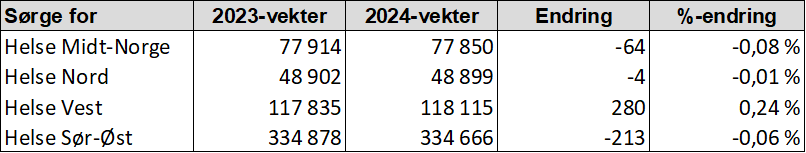 Sørge for 2023-vekter 2024-vekter Endring %-endring
Helse Midt-Norge 77 914 77 850 -64 -0,08 %
Helse Nord 48 902 48 899 -4 -0,01 %
Helse Vest 117 835 118 115 280 0,24 %
Helse Sør-Øst 334 878 334 666 -213 -0,06 %